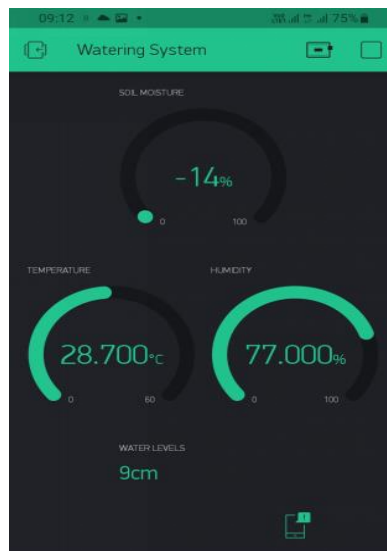 09:12
75%
Watering System
SOIL MOISTURE
-14%
0 100
TEMPERATURE HUMIDITY
28.700°C 77.000%
0 60 0 100
WATER LEVELS
9cm